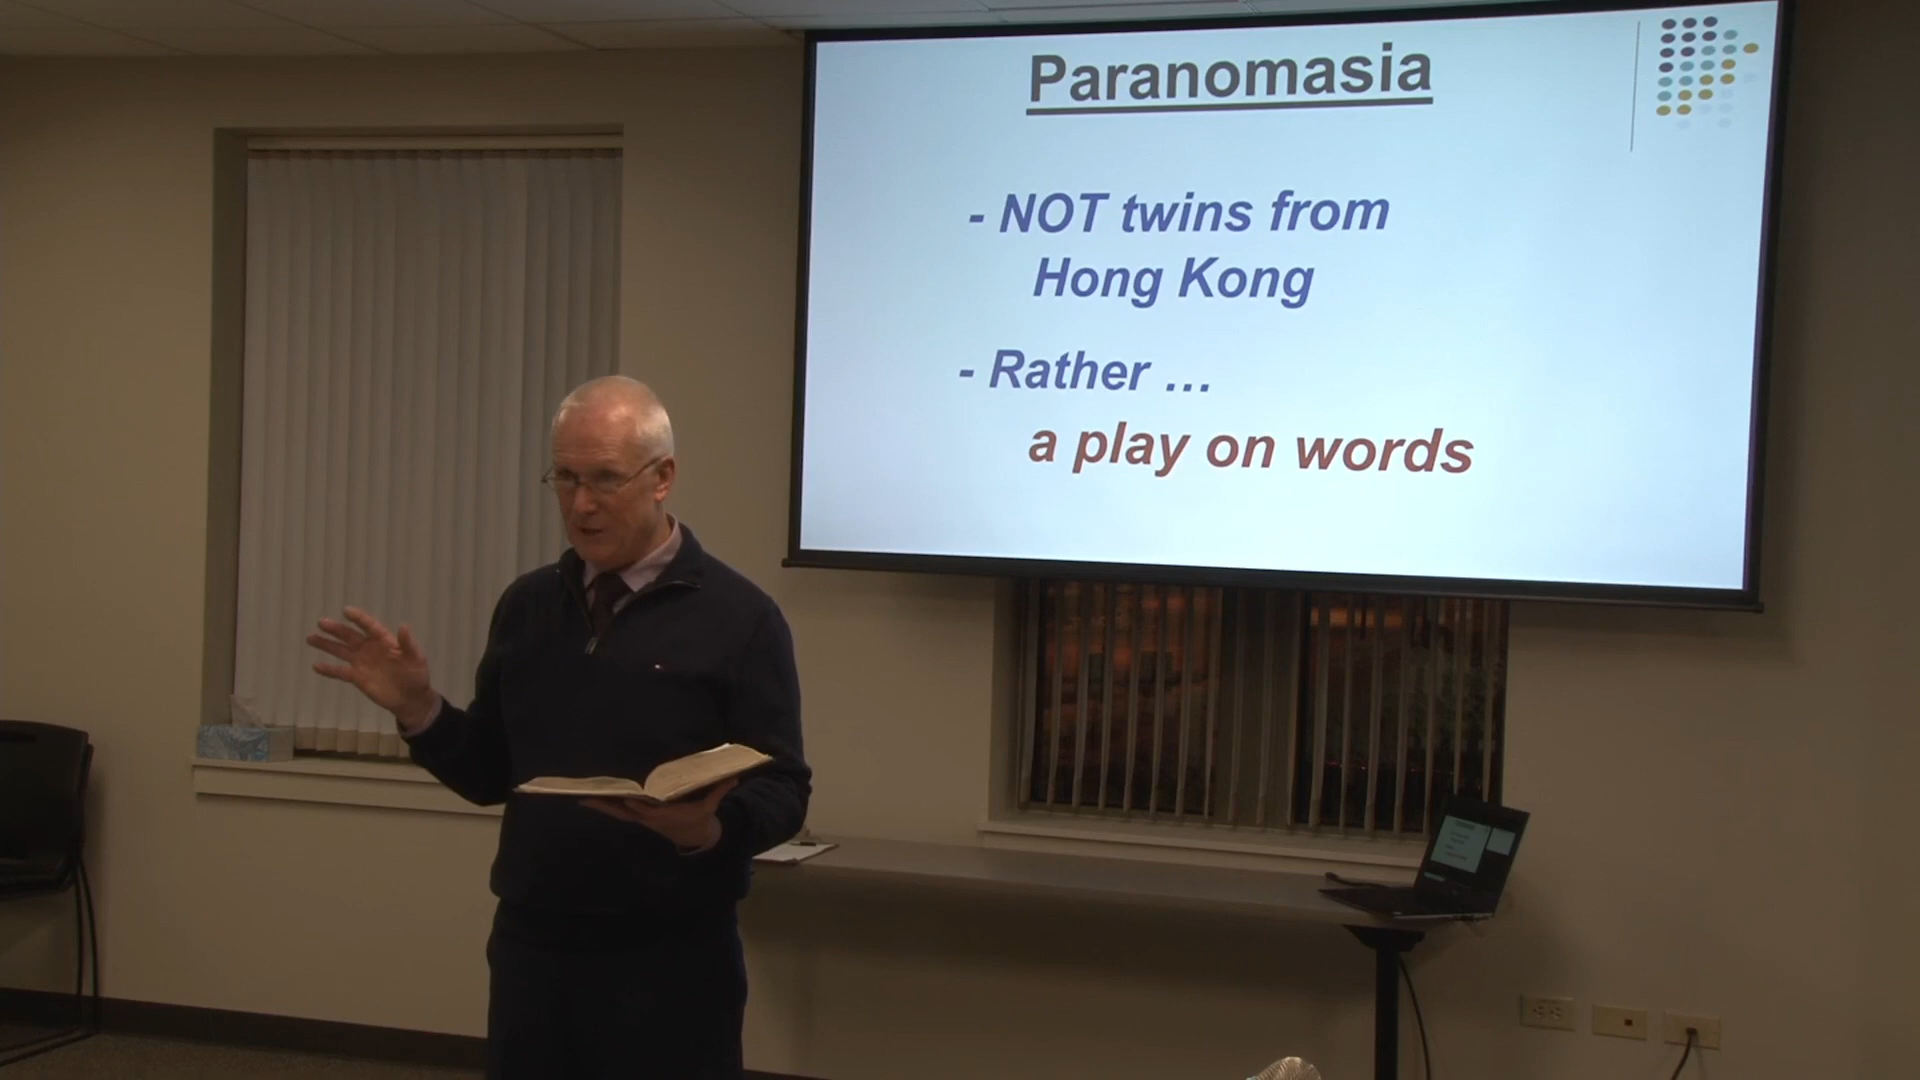 Paranomasia
- NOT twins from
Hong Kong
- Rather …
a play on words